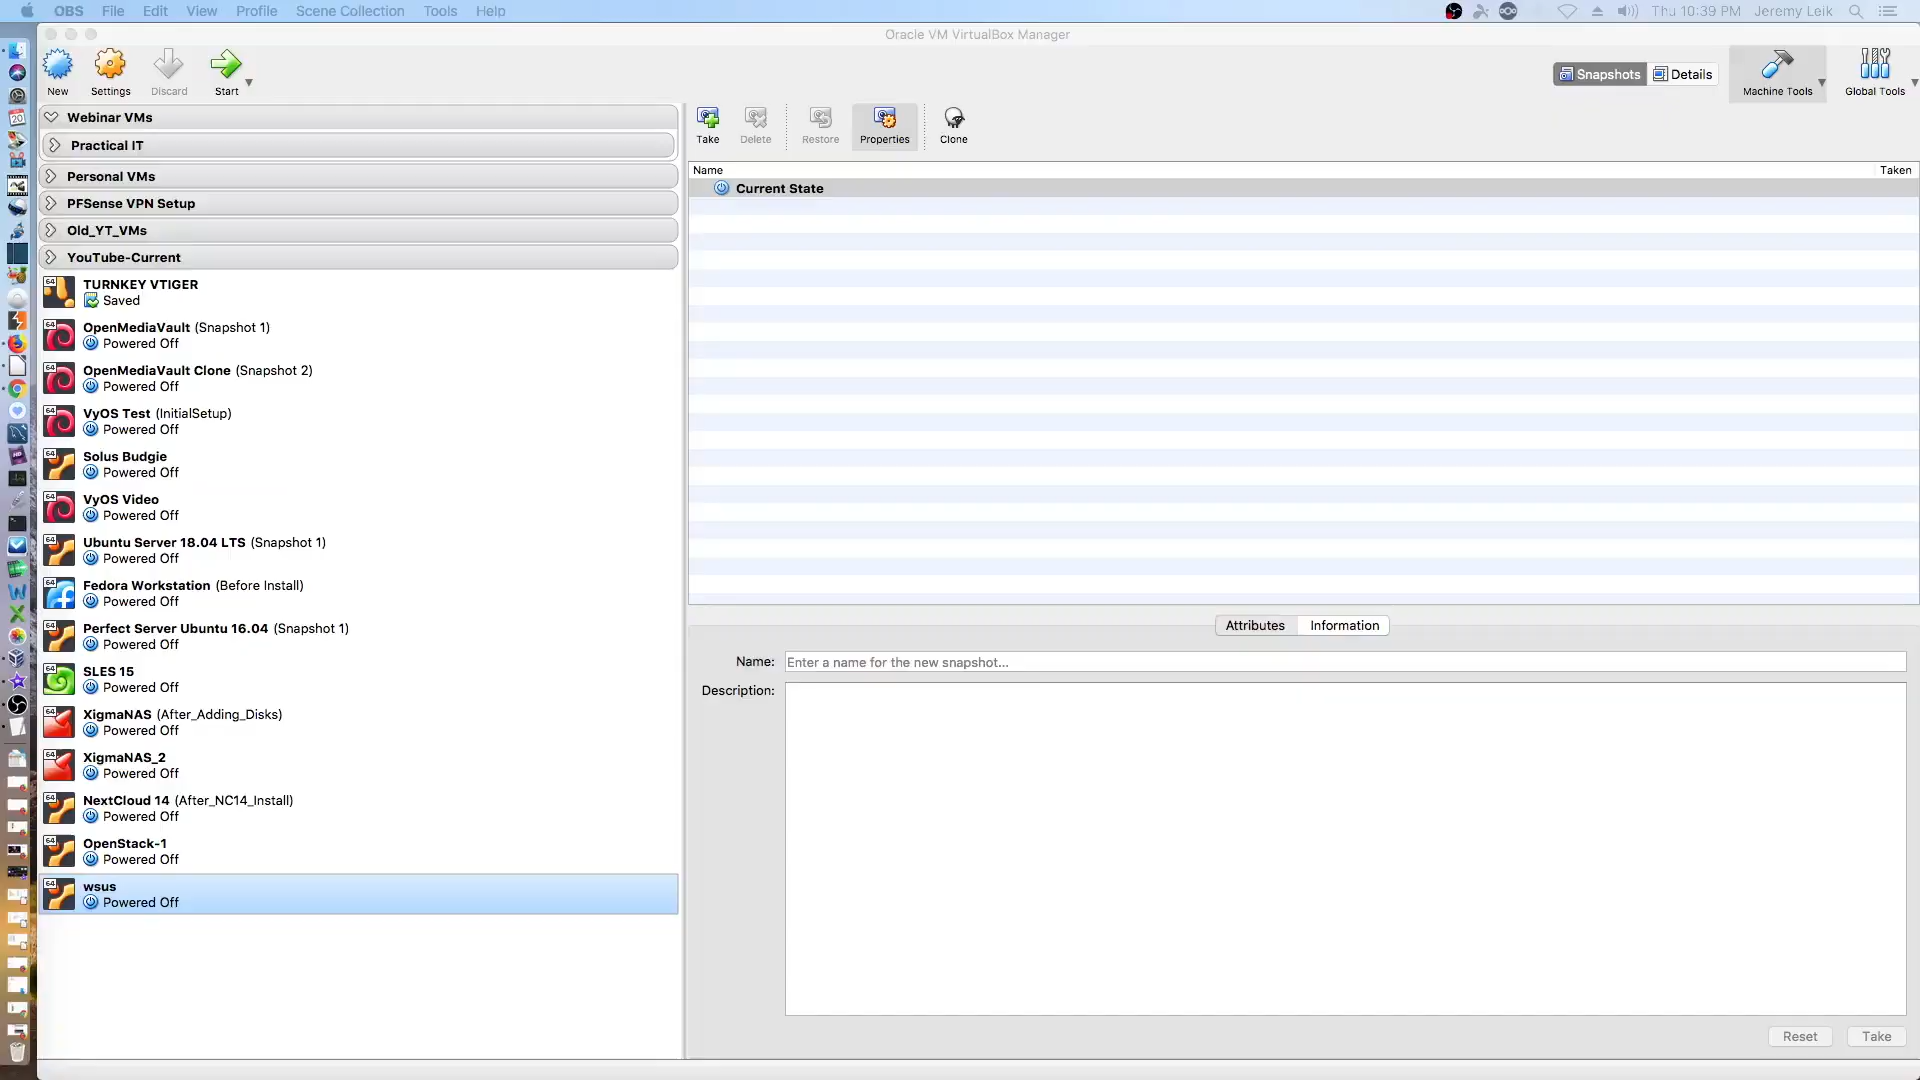 OBS File Edit View Profile Scene Collection Tools Help Thu 10:39 PM Jeremy Leik
Oracle VM VirtualBox Manager
New Settings Discard Start
Snapshots Details Machine Tools Global Tools
Webinar VMs
Practical IT
Personal VMs
PFSense VPN Setup
Old_YT_VMs
YouTube-Current
TURNKEY VTIGER
Saved
OpenMediaVault (Snapshot 1)
Powered Off
OpenMediaVault Clone (Snapshot 2)
Powered Off
VyOS Test (InitialSetup)
Powered Off
Solus Budgie
Powered Off
VyOS Video
Powered Off
Ubuntu Server 18.04 LTS (Snapshot 1)
Powered Off
Fedora Workstation (Before Install)
Powered Off
Perfect Server Ubuntu 16.04 (Snapshot 1)
Powered Off
SLES 15
Powered Off
XigmaNAS (After_Adding_Disks)
Powered Off
XigmaNAS_2
Powered Off
NextCloud 14 (After_NC14_Install)
Powered Off
OpenStack-1
Powered Off
wsus
Powered Off
Take Delete Restore Properties Clone
Name Taken
Current State
Attributes Information
Name: Enter a name for the new snapshot...
Description:
Reset Take